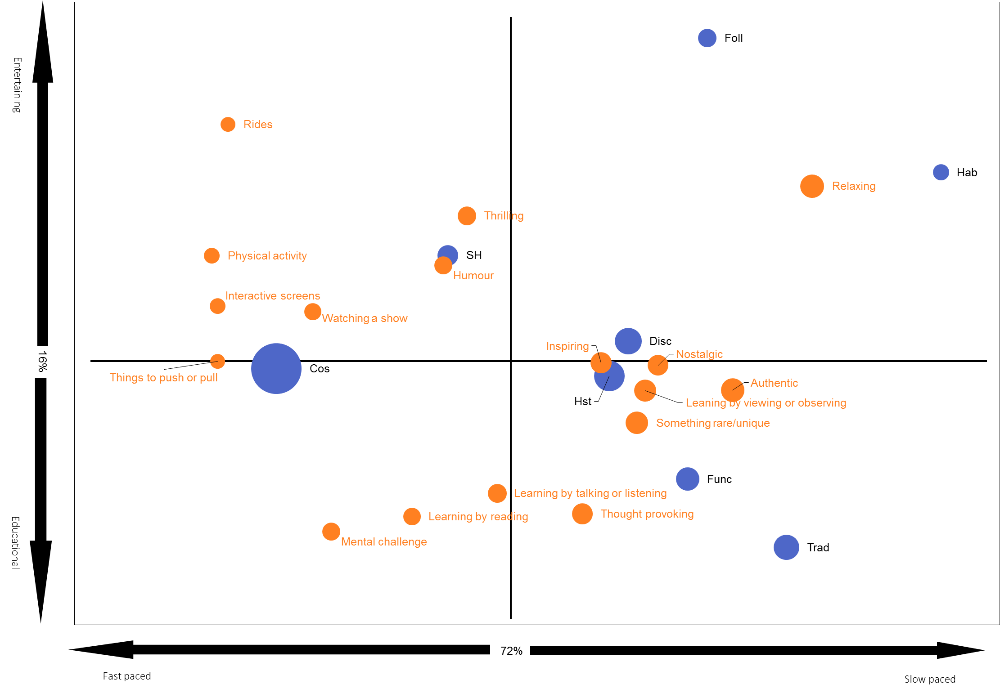 Foll
Entertaining
Rides
Hab
Relaxing
Thrilling
SH
Physical activity
Humour
Interactive screens
Watching a show
Disc
Inspiring
Nostalgic
16%
Cos
Things to push or pull
Authentic
Hst
Leaning by viewing or observing
Something rare/unique
Func
Learning by talking or listening
Thought provoking
Learning by reading
Educational
Mental challenge
Trad
72%
Fast paced
Slow paced